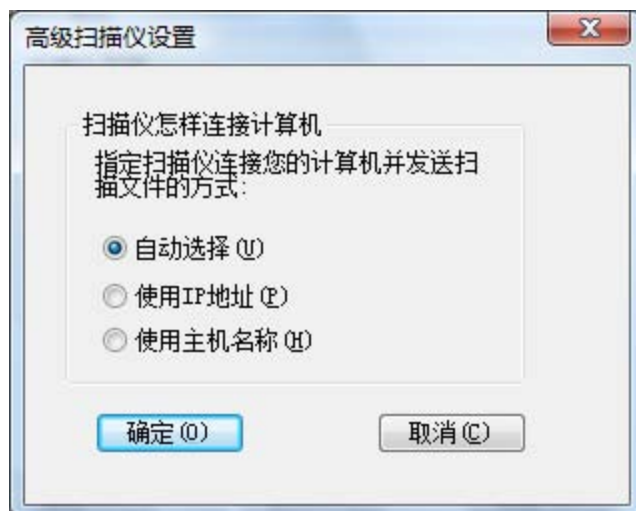 高级扫描仪设置
扫描仪怎样连接计算机
指定扫描仪连接您的计算机并发送扫
描文件的方式:
自动选择(U)
使用IP地址(P)
使用主机名称(H)
确定(O) 取消(C)